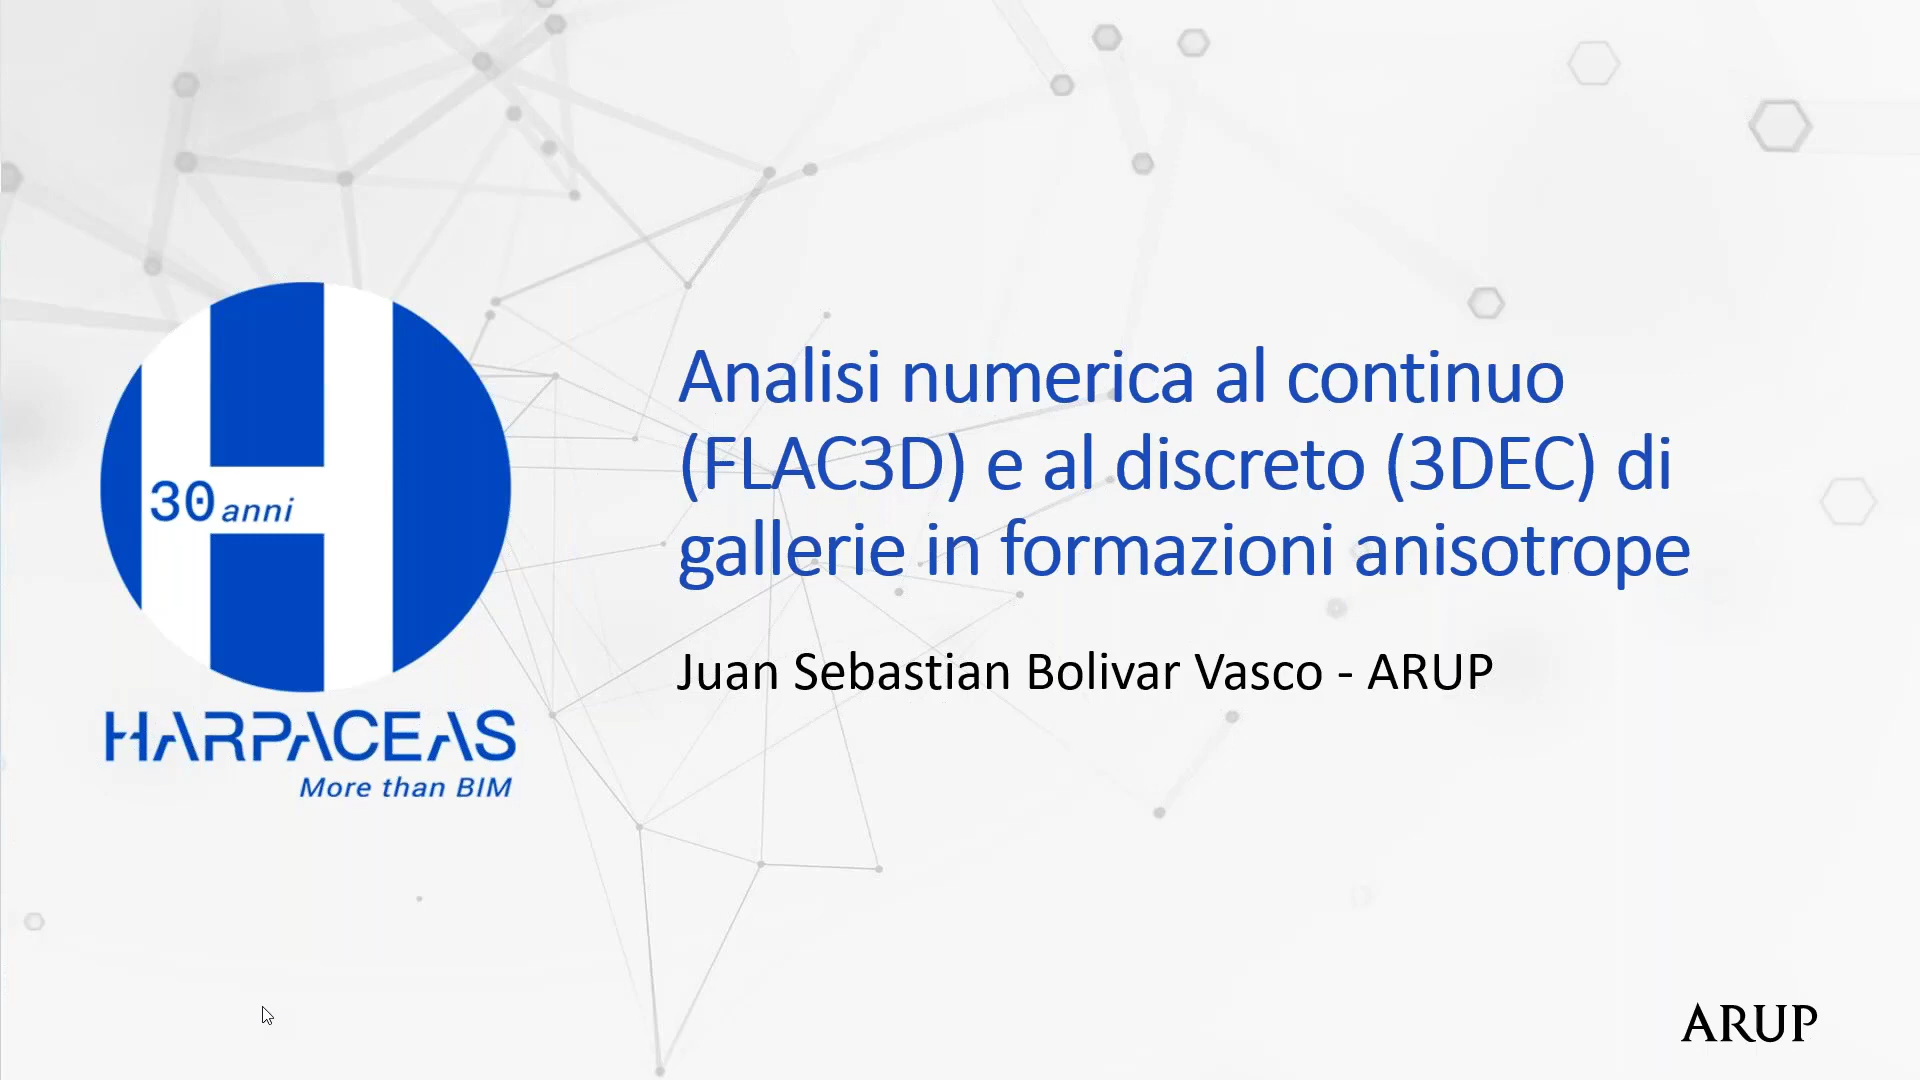 Analisi numerica al continuo
(FLAC3D) e al discreto (3DEC) di
gallerie in formazioni anisotrope
Juan Sebastian Bolivar Vasco - ARUP
30 anni
HARPACEAS
More than BIM
ARUP